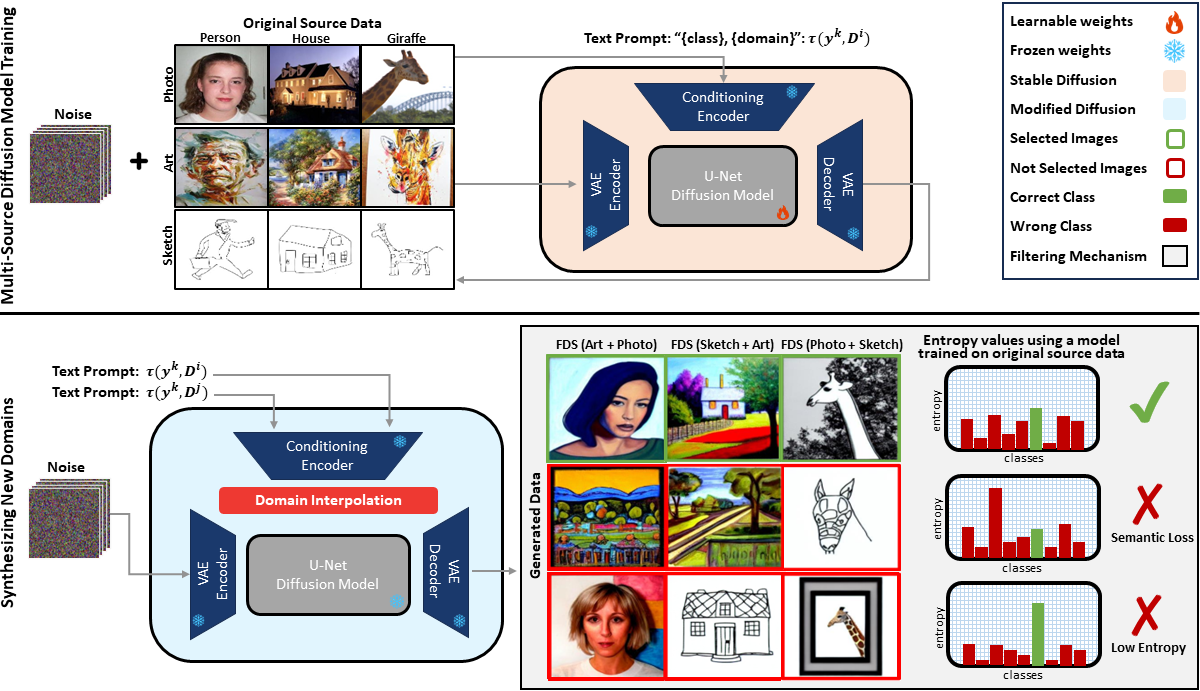 Multi-Source Diffusion Model Training
Noise
Original Source Data
Person House Giraffe
Photo
Art
Sketch
Text Prompt: “{class}, {domain}”: τ(y^k, D^i)
Conditioning
Encoder
VAE
Encoder
U-Net
Diffusion Model
VAE
Decoder
Learnable weights
Frozen weights
Stable Diffusion
Modified Diffusion
Selected Images
Not Selected Images
Correct Class
Wrong Class
Filtering Mechanism
Synthesizing New Domains
Text Prompt: τ(y^k, D^i)
Text Prompt: τ(y^k, D^j)
Noise
Conditioning
Encoder
Domain Interpolation
VAE
Encoder
U-Net
Diffusion Model
VAE
Decoder
Generated Data
FDS (Art + Photo) FDS (Sketch + Art) FDS (Photo + Sketch)
Entropy values using a model
trained on original source data
entropy
classes
entropy
classes
Semantic Loss
entropy
classes
Low Entropy